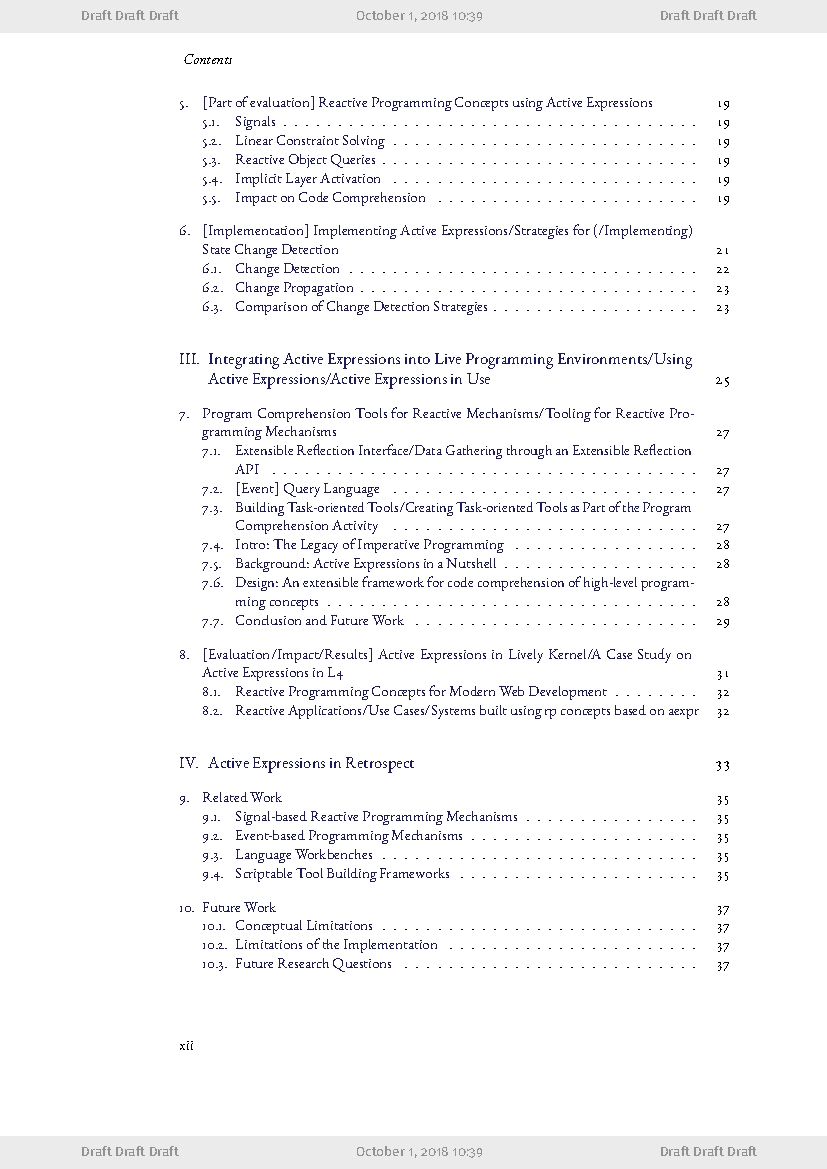 Draft Draft Draft October 1, 2018 10:39 Draft Draft Draft
Contents
5. [Part of evaluation] Reactive Programming Concepts using Active Expressions 19
5.1. Signals . . . . . . . . . . . . . . . . . . . . . . . . . . . . . . . . . . . . . . 19
5.2. Linear Constraint Solving . . . . . . . . . . . . . . . . . . . . . . . . . . . . 19
5.3. Reactive Object Queries . . . . . . . . . . . . . . . . . . . . . . . . . . . . . 19
5.4. Implicit Layer Activation . . . . . . . . . . . . . . . . . . . . . . . . . . . . 19
5.5. Impact on Code Comprehension . . . . . . . . . . . . . . . . . . . . . . . . 19
6. [Implementation] Implementing Active Expressions/Strategies for (/Implementing)
State Change Detection 21
6.1. Change Detection . . . . . . . . . . . . . . . . . . . . . . . . . . . . . . . . 22
6.2. Change Propagation . . . . . . . . . . . . . . . . . . . . . . . . . . . . . . . 23
6.3. Comparison of Change Detection Strategies . . . . . . . . . . . . . . . . . . . 23
III. Integrating Active Expressions into Live Programming Environments/Using
Active Expressions/Active Expressions in Use 25
7. Program Comprehension Tools for Reactive Mechanisms/Tooling for Reactive Pro-
gramming Mechanisms 27
7.1. Extensible Reflection Interface/Data Gathering through an Extensible Reflection
API . . . . . . . . . . . . . . . . . . . . . . . . . . . . . . . . . . . . . . . 27
7.2. [Event] Query Language . . . . . . . . . . . . . . . . . . . . . . . . . . . . 27
7.3. Building Task-oriented Tools/Creating Task-oriented Tools as Part of the Program
Comprehension Activity . . . . . . . . . . . . . . . . . . . . . . . . . . . . 27
7.4. Intro: The Legacy of Imperative Programming . . . . . . . . . . . . . . . . . 28
7.5. Background: Active Expressions in a Nutshell . . . . . . . . . . . . . . . . . . 28
7.6. Design: An extensible framework for code comprehension of high-level program-
ming concepts . . . . . . . . . . . . . . . . . . . . . . . . . . . . . . . . . . 28
7.7. Conclusion and Future Work . . . . . . . . . . . . . . . . . . . . . . . . . . 29
8. [Evaluation/Impact/Results] Active Expressions in Lively Kernel/A Case Study on
Active Expressions in L4 31
8.1. Reactive Programming Concepts for Modern Web Development . . . . . . . . 32
8.2. Reactive Applications/Use Cases/Systems built using rp concepts based on aexpr 32
IV. Active Expressions in Retrospect 33
9. Related Work 35
9.1. Signal-based Reactive Programming Mechanisms . . . . . . . . . . . . . . . . 35
9.2. Event-based Programming Mechanisms . . . . . . . . . . . . . . . . . . . . . 35
9.3. Language Workbenches . . . . . . . . . . . . . . . . . . . . . . . . . . . . . 35
9.4. Scriptable Tool Building Frameworks . . . . . . . . . . . . . . . . . . . . . . 35
10. Future Work 37
10.1. Conceptual Limitations . . . . . . . . . . . . . . . . . . . . . . . . . . . . . 37
10.2. Limitations of the Implementation . . . . . . . . . . . . . . . . . . . . . . . 37
10.3. Future Research Questions . . . . . . . . . . . . . . . . . . . . . . . . . . . 37
xii
Draft Draft Draft October 1, 2018 10:39 Draft Draft Draft